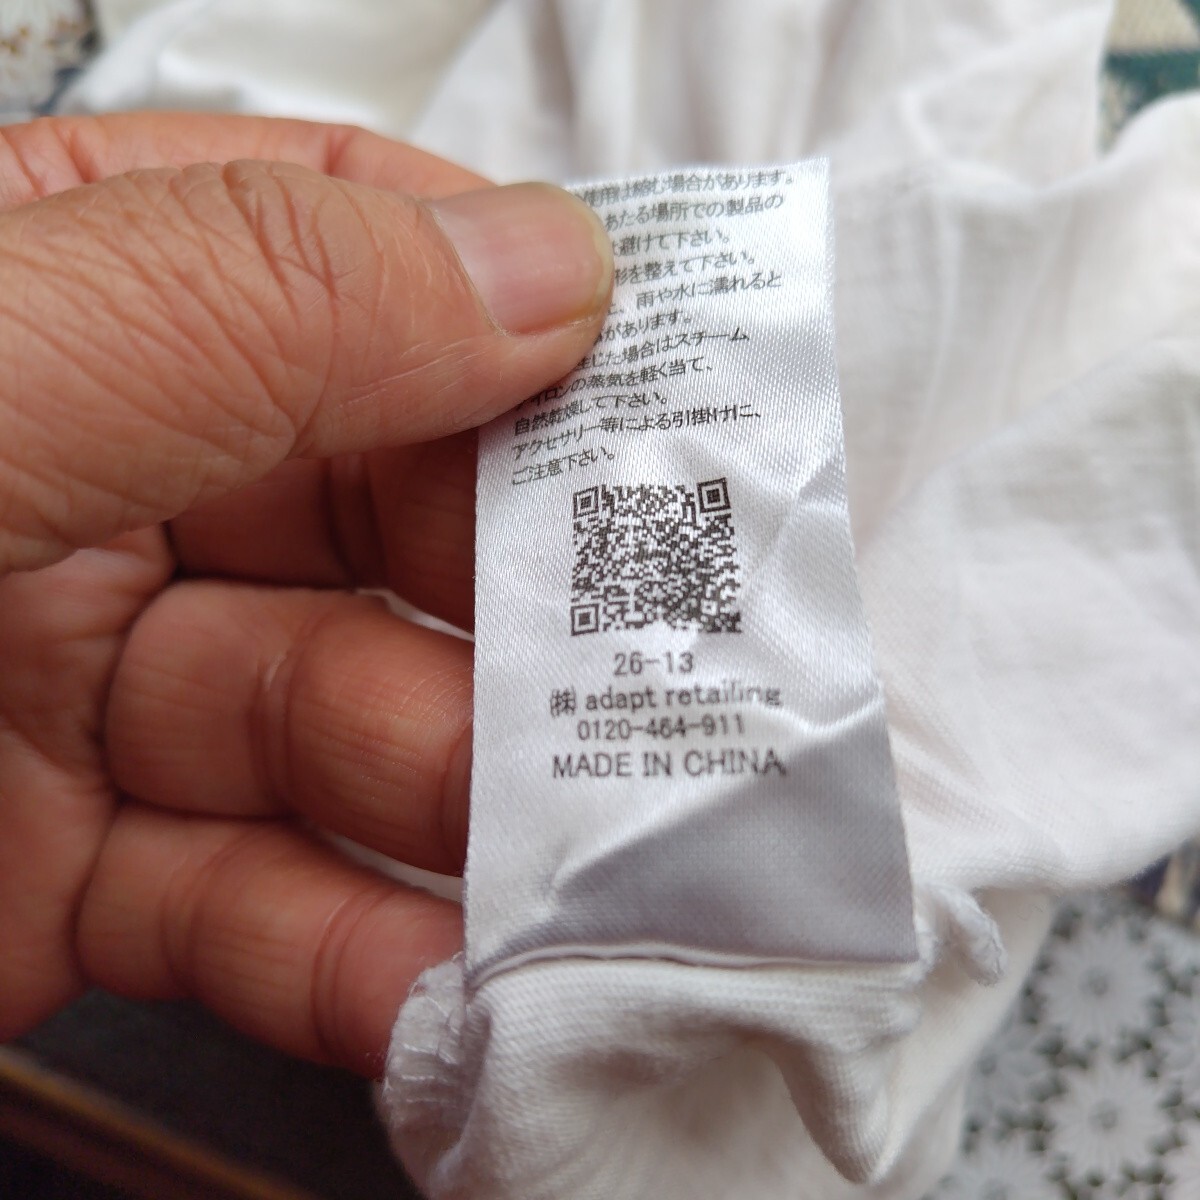 使用は縮む場合があります。
あたる場所での製品の
避けて下さい。
形を整えて下さい。
、雨や水に濡れると
があります。
生じた場合はスチーム
アイロンの蒸気を軽く当て、
自然乾燥して下さい。
アクセサリー等による引掛けに、
ご注意下さい。
26-13
㈱ adapt retailing
0120-464-911
MADE IN CHINA